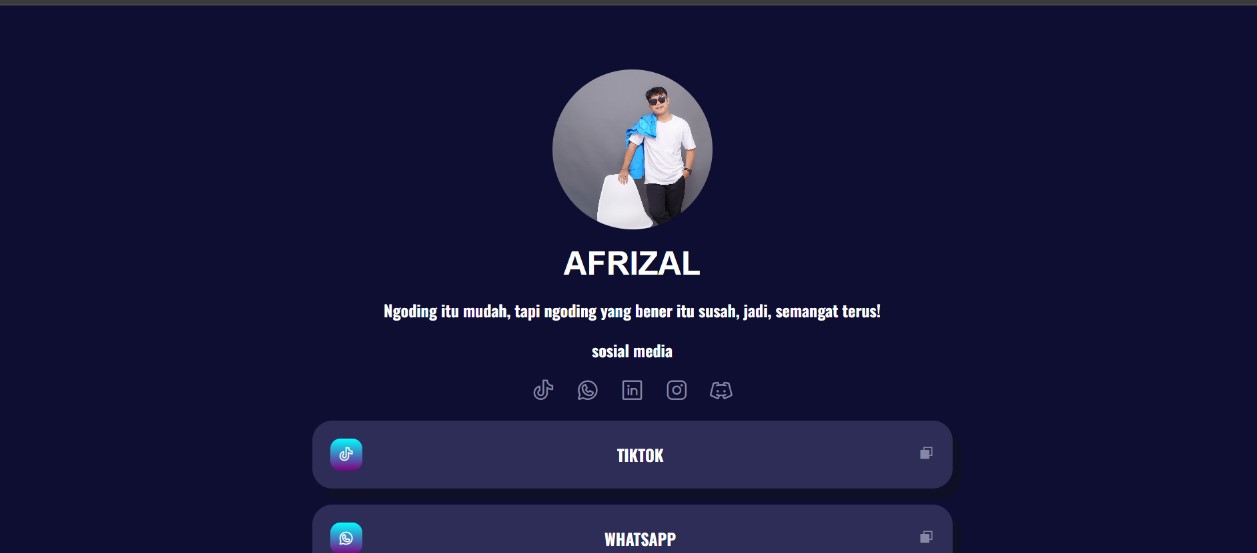 AFRIZAL
Ngoding itu mudah, tapi ngoding yang bener itu susah, jadi, semangat terus!
sosial media
TIKTOK
WHATSAPP